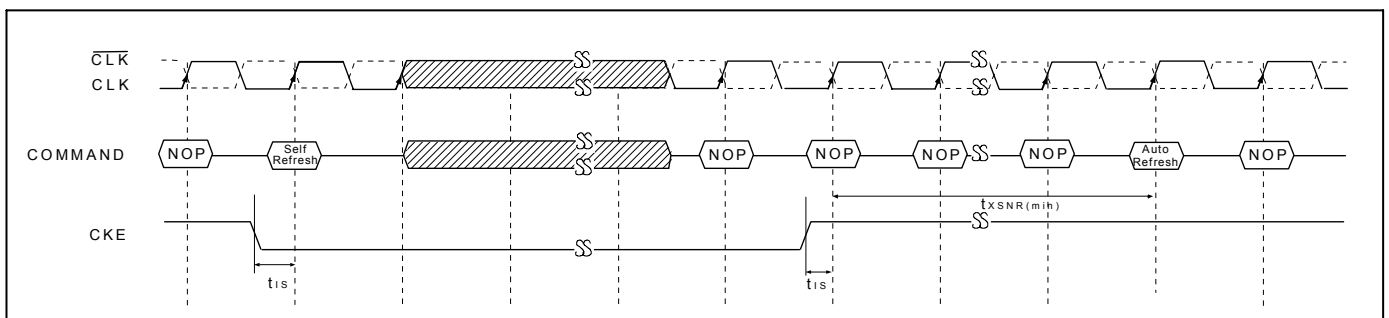 CLK
CLK
COMMAND NOP Self Refresh NOP NOP NOP NOP Auto Refresh NOP
tXSNR(min)
CKE
tIS tIS